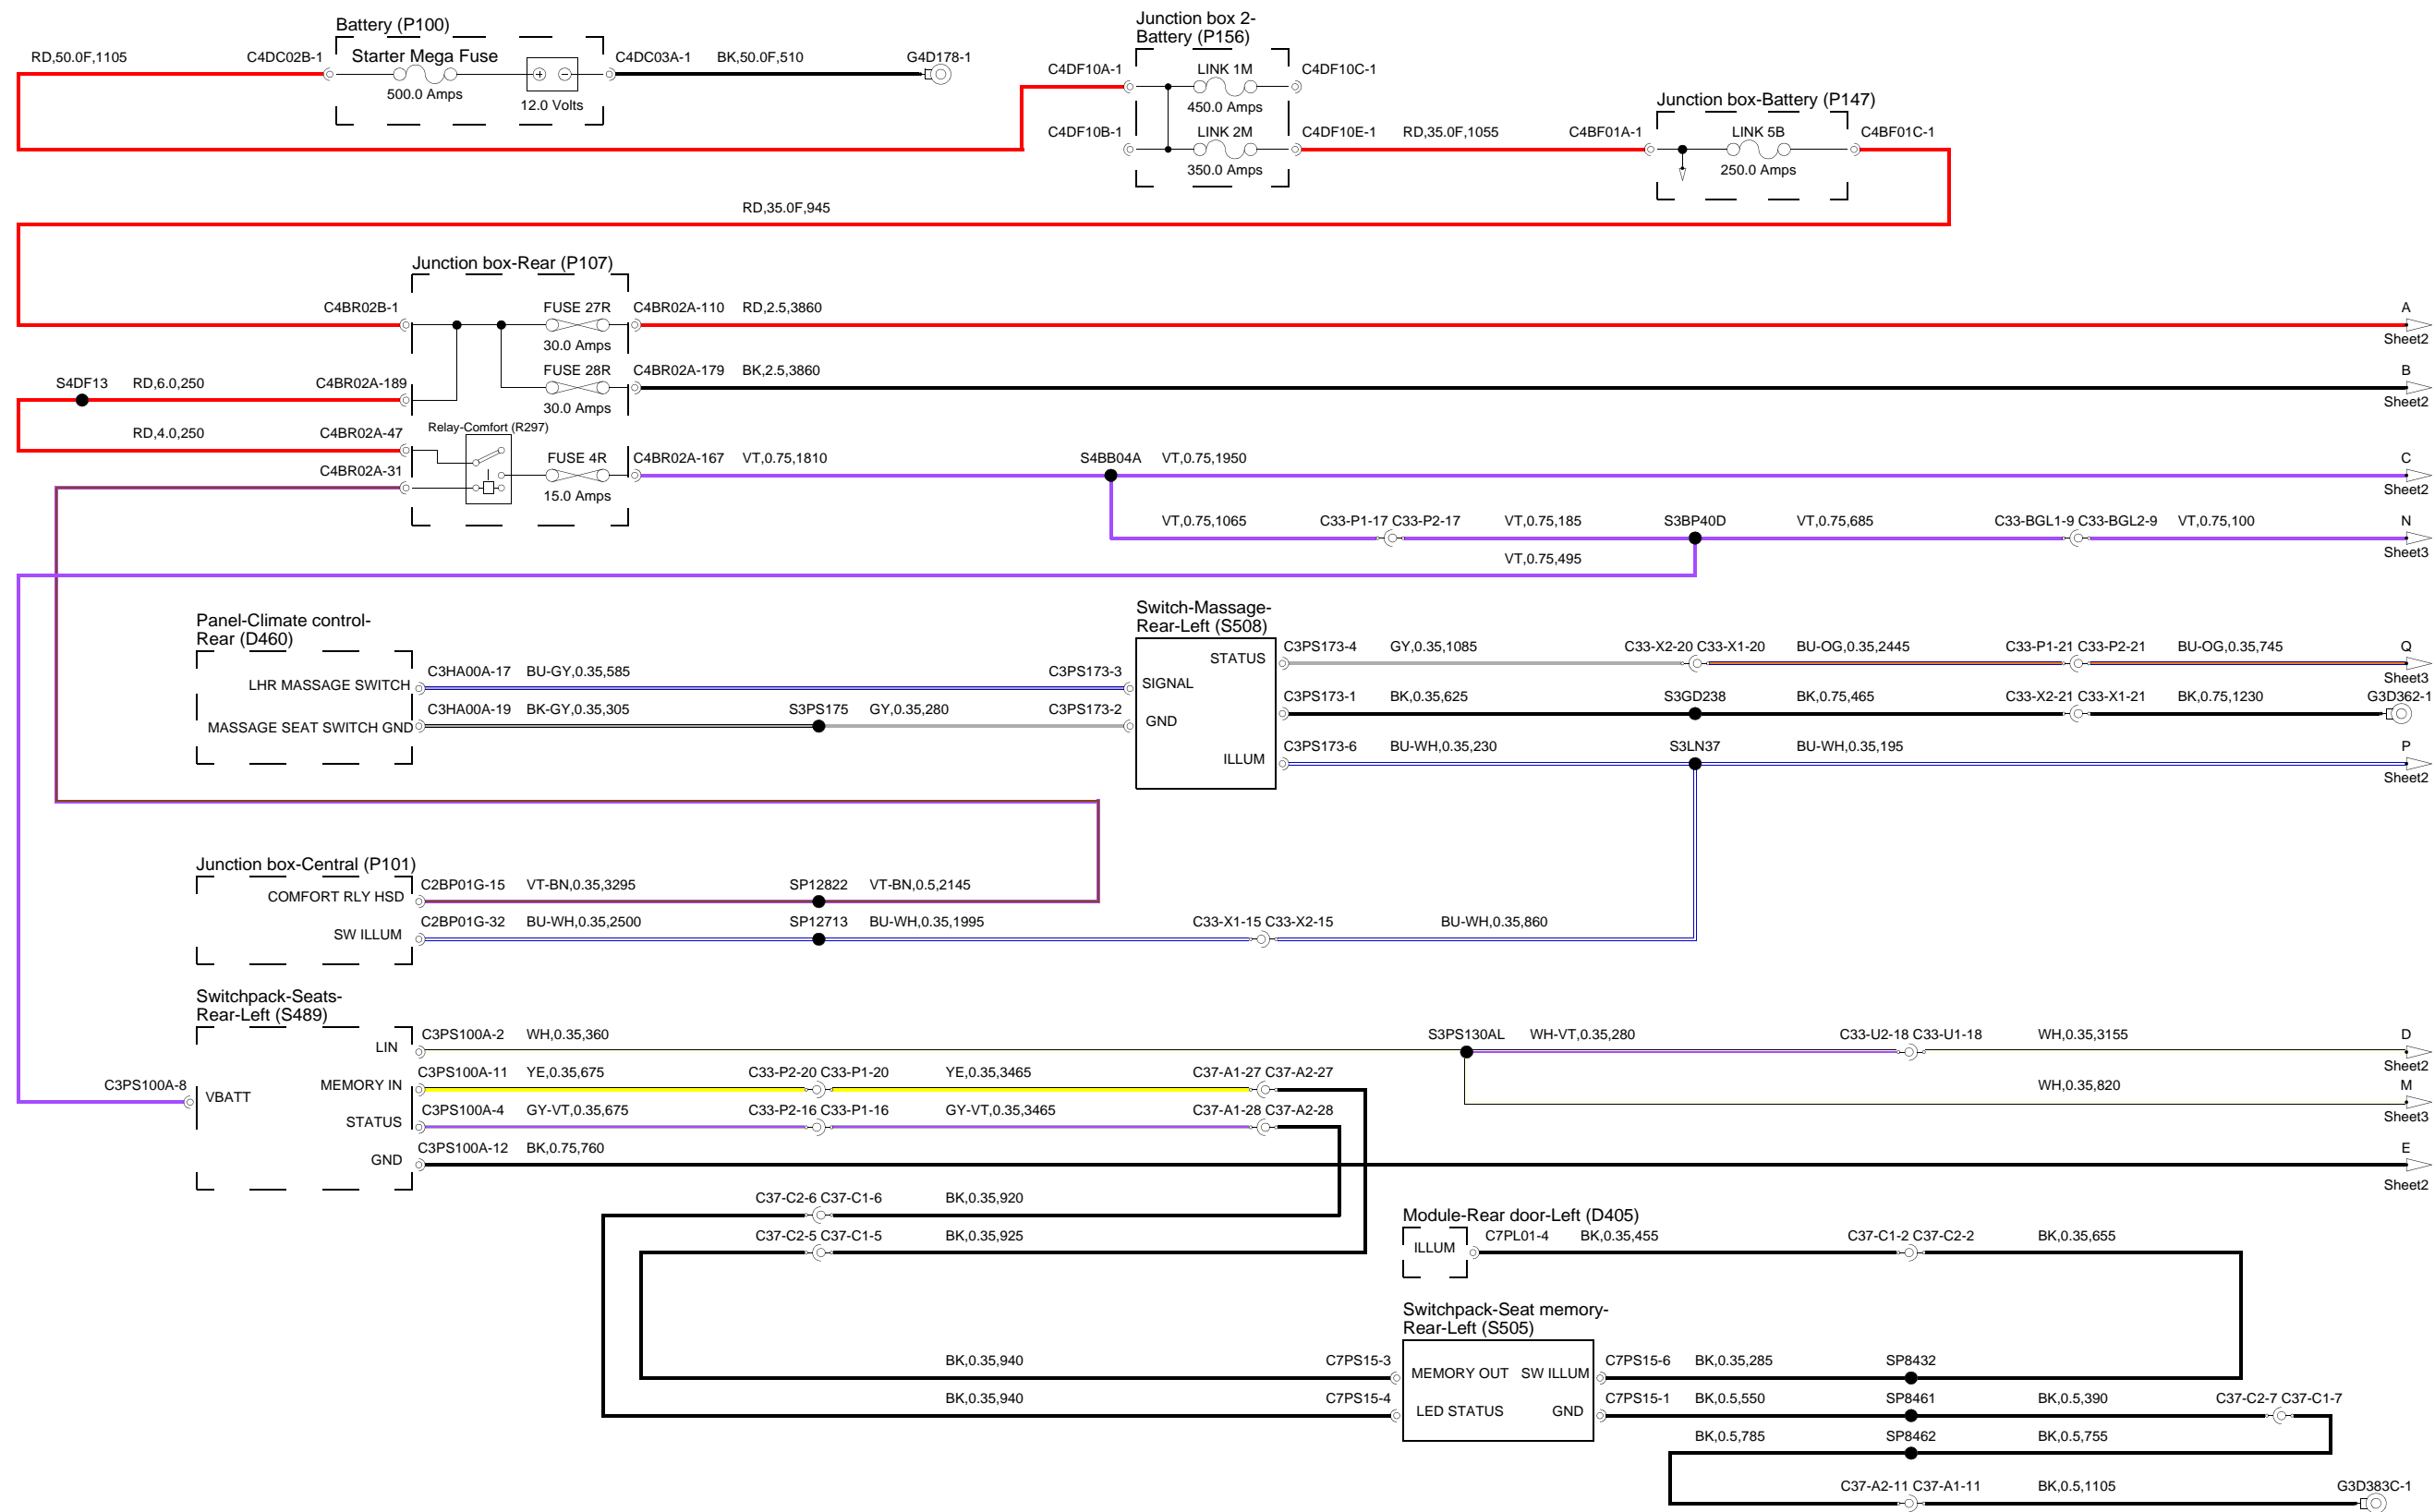 Battery (P100)
Junction box 2-
Battery (P156)
RD,50.0F,1105
C4DC02B-1
Starter Mega Fuse
500.0 Amps
12.0 Volts
C4DC03A-1
BK,50.0F,510
G4D178-1
C4DF10A-1
LINK 1M
450.0 Amps
C4DF10C-1
C4DF10B-1
LINK 2M
350.0 Amps
C4DF10E-1
RD,35.0F,1055
Junction box-Battery (P147)
C4BF01A-1
LINK 5B
250.0 Amps
C4BF01C-1
RD,35.0F,945
Junction box-Rear (P107)
C4BR02B-1
FUSE 27R
30.0 Amps
C4BR02A-110
RD,2.5,3860
A
Sheet2
S4DF13
RD,6.0,250
C4BR02A-189
FUSE 28R
30.0 Amps
C4BR02A-179
BK,2.5,3860
B
Sheet2
RD,4.0,250
C4BR02A-47
Relay-Comfort (R297)
C4BR02A-31
FUSE 4R
15.0 Amps
C4BR02A-167
VT,0.75,1810
S4BB04A
VT,0.75,1950
C
Sheet2
VT,0.75,1065
C33-P1-17 C33-P2-17
VT,0.75,185
S3BP40D
VT,0.75,685
C33-BGL1-9 C33-BGL2-9
VT,0.75,100
N
Sheet3
VT,0.75,495
Panel-Climate control-
Rear (D460)
LHR MASSAGE SWITCH
C3HA00A-17
BU-GY,0.35,585
C3PS173-3
MASSAGE SEAT SWITCH GND
C3HA00A-19
BK-GY,0.35,305
S3PS175
GY,0.35,280
C3PS173-2
Switch-Massage-
Rear-Left (S508)
STATUS
SIGNAL
GND
ILLUM
C3PS173-4
GY,0.35,1085
C33-X2-20 C33-X1-20
BU-OG,0.35,2445
C33-P1-21 C33-P2-21
BU-OG,0.35,745
Q
Sheet3
C3PS173-1
BK,0.35,625
S3GD238
BK,0.75,465
C33-X2-21 C33-X1-21
BK,0.75,1230
G3D362-1
C3PS173-6
BU-WH,0.35,230
S3LN37
BU-WH,0.35,195
P
Sheet2
Junction box-Central (P101)
COMFORT RLY HSD
C2BP01G-15
VT-BN,0.35,3295
SP12822
VT-BN,0.5,2145
SW ILLUM
C2BP01G-32
BU-WH,0.35,2500
SP12713
BU-WH,0.35,1995
C33-X1-15 C33-X2-15
BU-WH,0.35,860
Switchpack-Seats-
Rear-Left (S489)
C3PS100A-8
VBATT
LIN
C3PS100A-2
WH,0.35,360
S3PS130AL
WH-VT,0.35,280
C33-U2-18 C33-U1-18
WH,0.35,3155
D
Sheet2
MEMORY IN
C3PS100A-11
YE,0.35,675
C33-P2-20 C33-P1-20
YE,0.35,3465
C37-A1-27 C37-A2-27
WH,0.35,820
M
Sheet3
STATUS
C3PS100A-4
GY-VT,0.35,675
C33-P2-16 C33-P1-16
GY-VT,0.35,3465
C37-A1-28 C37-A2-28
GND
C3PS100A-12
BK,0.75,760
E
Sheet2
C37-C2-6 C37-C1-6
BK,0.35,920
C37-C2-5 C37-C1-5
BK,0.35,925
Module-Rear door-Left (D405)
ILLUM
C7PL01-4
BK,0.35,455
C37-C1-2 C37-C2-2
BK,0.35,655
Switchpack-Seat memory-
Rear-Left (S505)
BK,0.35,940
C7PS15-3
MEMORY OUT
SW ILLUM
C7PS15-6
BK,0.35,285
SP8432
BK,0.35,940
C7PS15-4
LED STATUS
GND
C7PS15-1
BK,0.5,550
SP8461
BK,0.5,390
C37-C2-7 C37-C1-7
BK,0.5,785
SP8462
BK,0.5,755
C37-A2-11 C37-A1-11
BK,0.5,1105
G3D383C-1